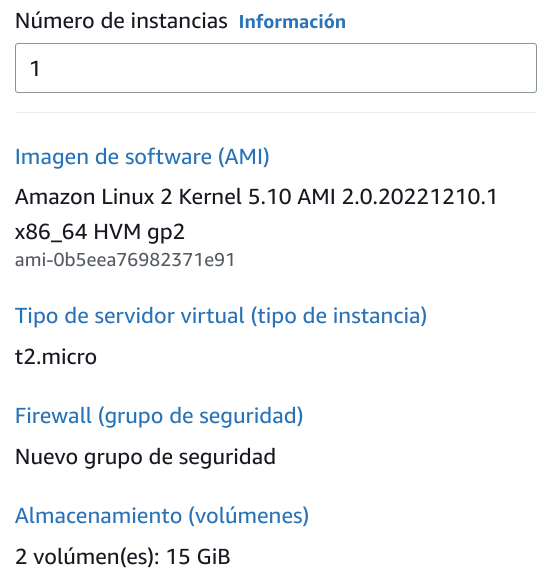 Número de instancias Información
1
Imagen de software (AMI)
Amazon Linux 2 Kernel 5.10 AMI 2.0.20221210.1
x86_64 HVM gp2
ami-0b5eea76982371e91
Tipo de servidor virtual (tipo de instancia)
t2.micro
Firewall (grupo de seguridad)
Nuevo grupo de seguridad
Almacenamiento (volúmenes)
2 volúmen(es): 15 GiB